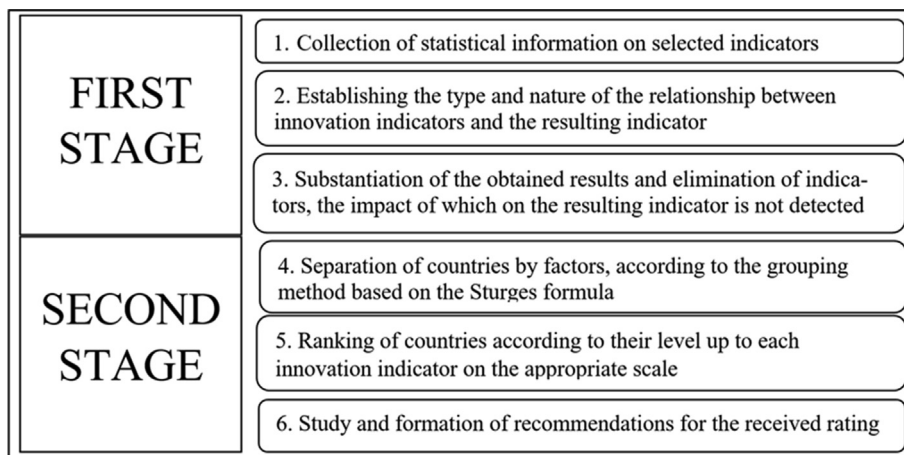 FIRST
STAGE
1. Collection of statistical information on selected indicators
2. Establishing the type and nature of the relationship between
innovation indicators and the resulting indicator
3. Substantiation of the obtained results and elimination of indica-
tors, the impact of which on the resulting indicator is not detected
SECOND
STAGE
4. Separation of countries by factors, according to the grouping
method based on the Sturges formula
5. Ranking of countries according to their level up to each
innovation indicator on the appropriate scale
6. Study and formation of recommendations for the received rating